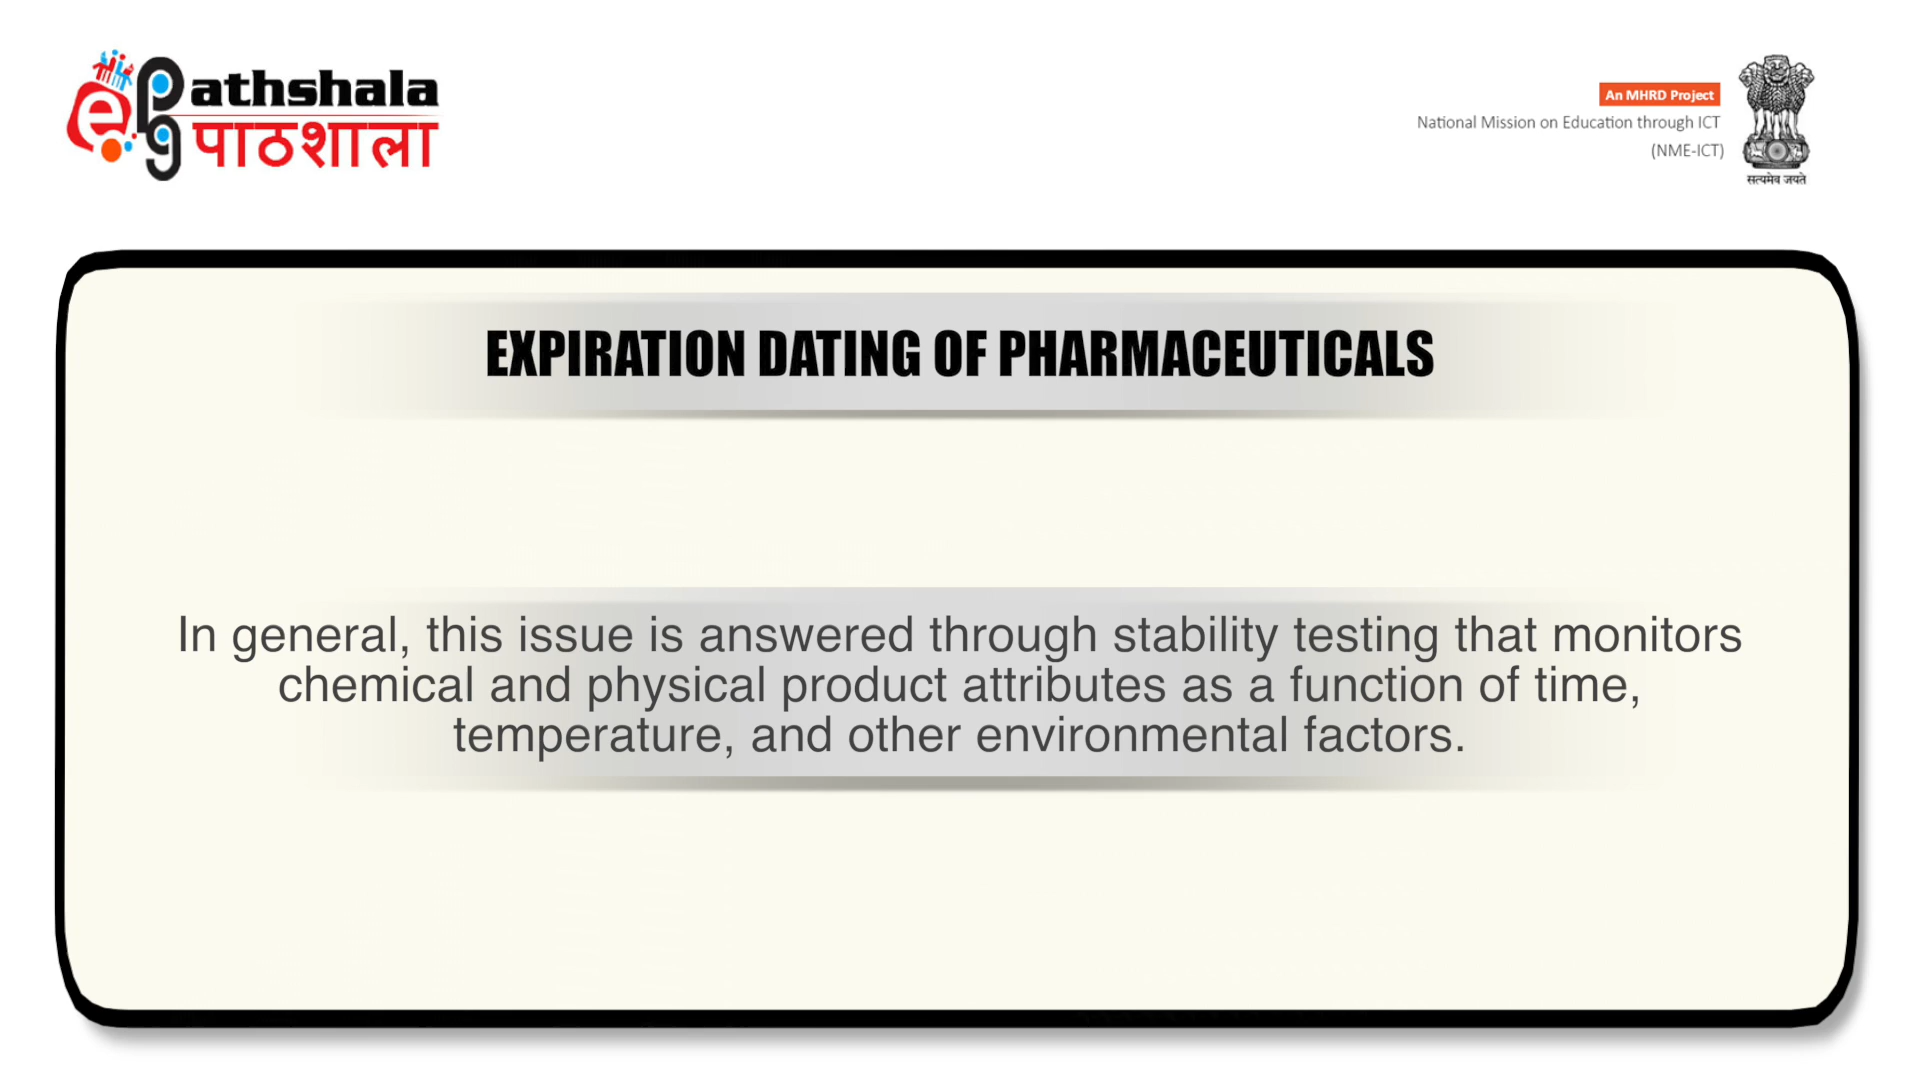 ePG Pathshala
पाठशाला
An MHRD Project
National Mission on Education through ICT
(NME-ICT)
सत्यमेव जयते
EXPIRATION DATING OF PHARMACEUTICALS
In general, this issue is answered through stability testing that monitors
chemical and physical product attributes as a function of time,
temperature, and other environmental factors.